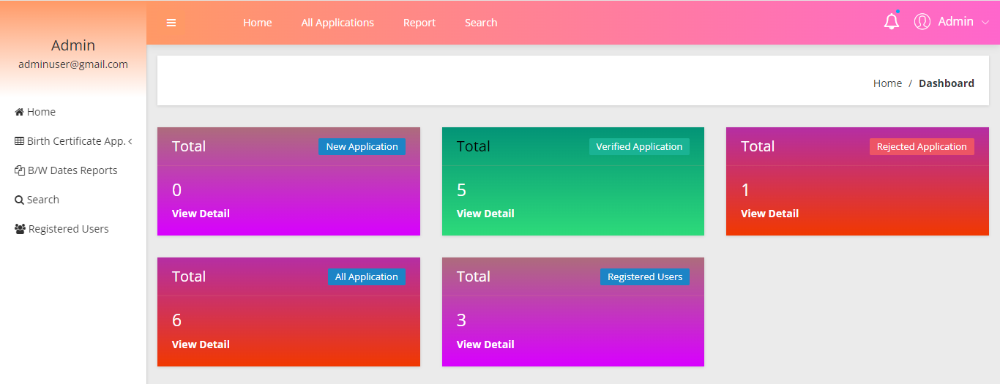 Admin
adminuser@gmail.com
Home
Birth Certificate App.
B/W Dates Reports
Search
Registered Users
Home All Applications Report Search Admin
Home / Dashboard
Total New Application
0
View Detail
Total Verified Application
5
View Detail
Total Rejected Application
1
View Detail
Total All Application
6
View Detail
Total Registered Users
3
View Detail